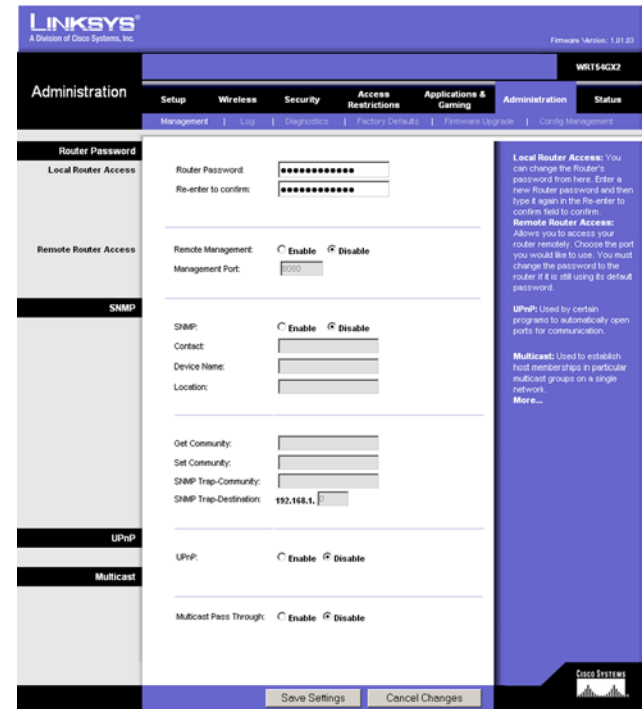 LINKSYS®
A Division of Cisco Systems, Inc.
Firmware Version: 1.01.03
WRT54GX2
Administration
Setup Wireless Security Access Restrictions Applications & Gaming Administration Status
Management | Log | Diagnostics | Factory Defaults | Firmware Upgrade | Config Management
Router Password
Local Router Access
Router Password:
Re-enter to confirm:
Remote Router Access
Remote Management: Enable Disable
Management Port: 8080
SNMP
SNMP: Enable Disable
Contact:
Device Name:
Location:
Get Community:
Set Community:
SNMP Trap-Community:
SNMP Trap-Destination: 192.168.1. 0
UPnP
UPnP: Enable Disable
Multicast
Multicast Pass Through: Enable Disable
Local Router Access: You
can change the Router's
password from here. Enter a
new Router password and then
type it again in the Re-enter to
confirm field to confirm.
Remote Router Access:
Allows you to access your
router remotely. Choose the port
you would like to use. You must
change the password to the
router if it is still using its default
password.
UPnP: Used by certain
programs to automatically open
ports for communication.
Multicast: Used to establish
host memberships in particular
multicast groups on a single
network.
More...
Save Settings Cancel Changes
CISCO SYSTEMS